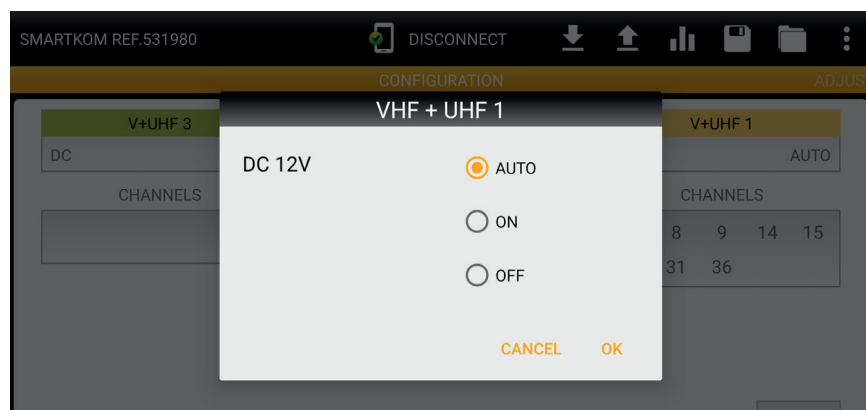 SMARTKOM REF.531980 DISCONNECT
CONFIGURATION ADJUS
VHF + UHF 1
V+UHF 3 V+UHF 1
DC AUTO
DC 12V AUTO
CHANNELS CHANNELS
ON
8 9 14 15
31 36
OFF
CANCEL OK